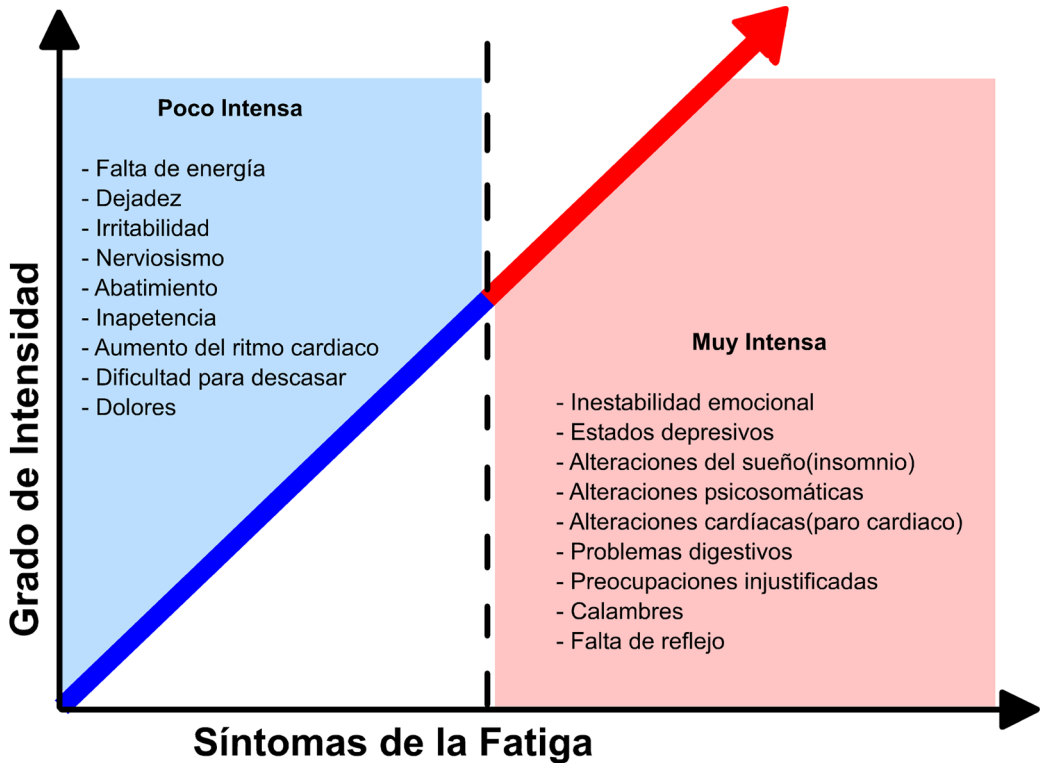 Poco Intensa
- Falta de energía
- Dejadez
- Irritabilidad
- Nerviosismo
- Abatimiento
- Inapetencia
- Aumento del ritmo cardiaco
- Dificultad para descasar
- Dolores
Muy Intensa
- Inestabilidad emocional
- Estados depresivos
- Alteraciones del sueño(insomnio)
- Alteraciones psicosomáticas
- Alteraciones cardíacas(paro cardiaco)
- Problemas digestivos
- Preocupaciones injustificadas
- Calambres
- Falta de reflejo
Grado de Intensidad
Síntomas de la Fatiga